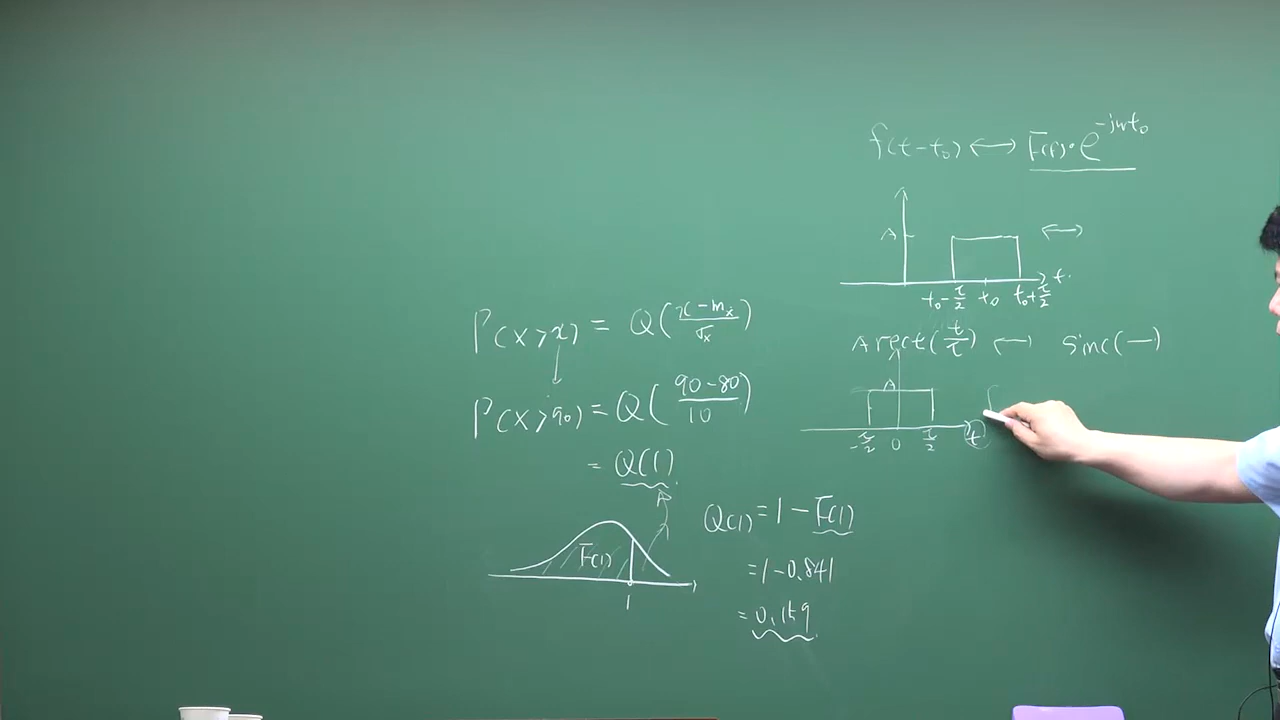 P(X>x) = Q((x-mx)/σx)
P(X>90) = Q((90-80)/10)
= Q(1)
F(1)
1
Q(1) = 1 - F(1)
= 1 - 0.841
= 0.159
f(t-t₀) ↔ F(f)·e^(-jωt₀)
A
↔
t₀-τ/2 t₀ t₀+τ/2 t
A rect(t/τ) ↔ sinc(—)
A
-τ/2 0 τ/2 t